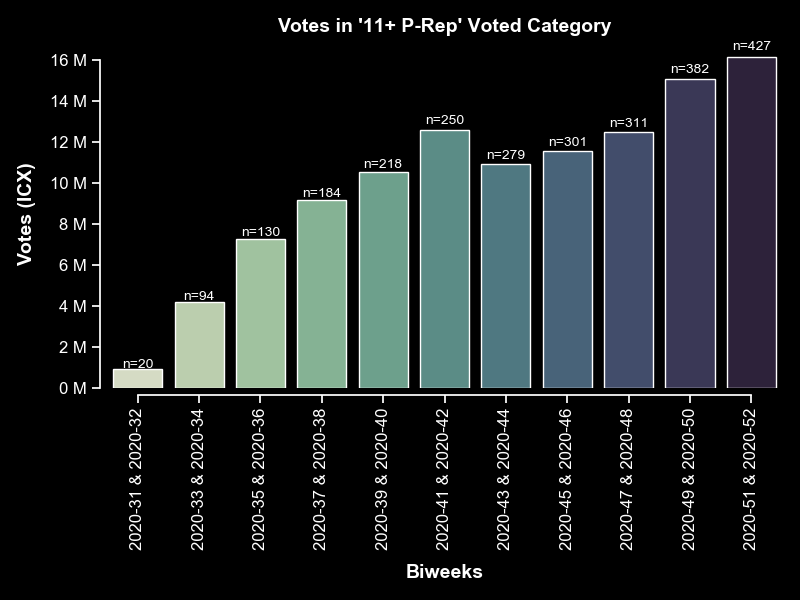 Votes in '11+ P-Rep' Voted Category
Votes (ICX)
16 M
14 M
12 M
10 M
8 M
6 M
4 M
2 M
0 M
n=20
n=94
n=130
n=184
n=218
n=250
n=279
n=301
n=311
n=382
n=427
2020-31 & 2020-32
2020-33 & 2020-34
2020-35 & 2020-36
2020-37 & 2020-38
2020-39 & 2020-40
2020-41 & 2020-42
2020-43 & 2020-44
2020-45 & 2020-46
2020-47 & 2020-48
2020-49 & 2020-50
2020-51 & 2020-52
Biweeks